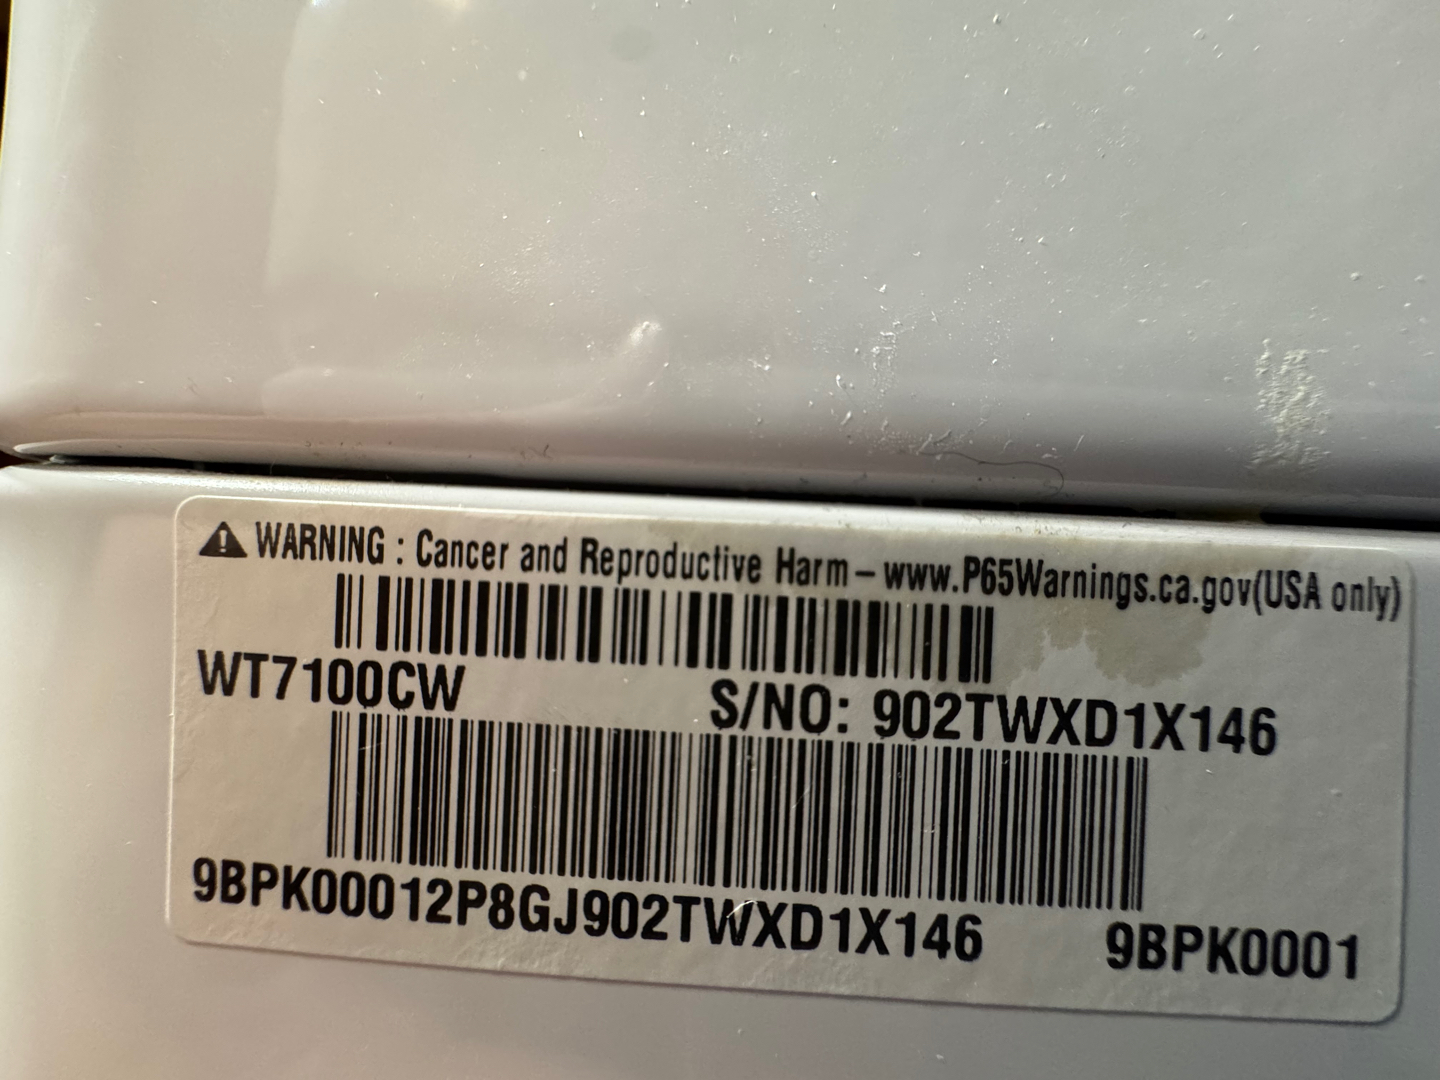 WARNING : Cancer and Reproductive Harm – www.P65Warnings.ca.gov(USA only)
WT7100CW S/NO: 902TWXD1X146
9BPK00012P8GJ902TWXD1X146 9BPK0001